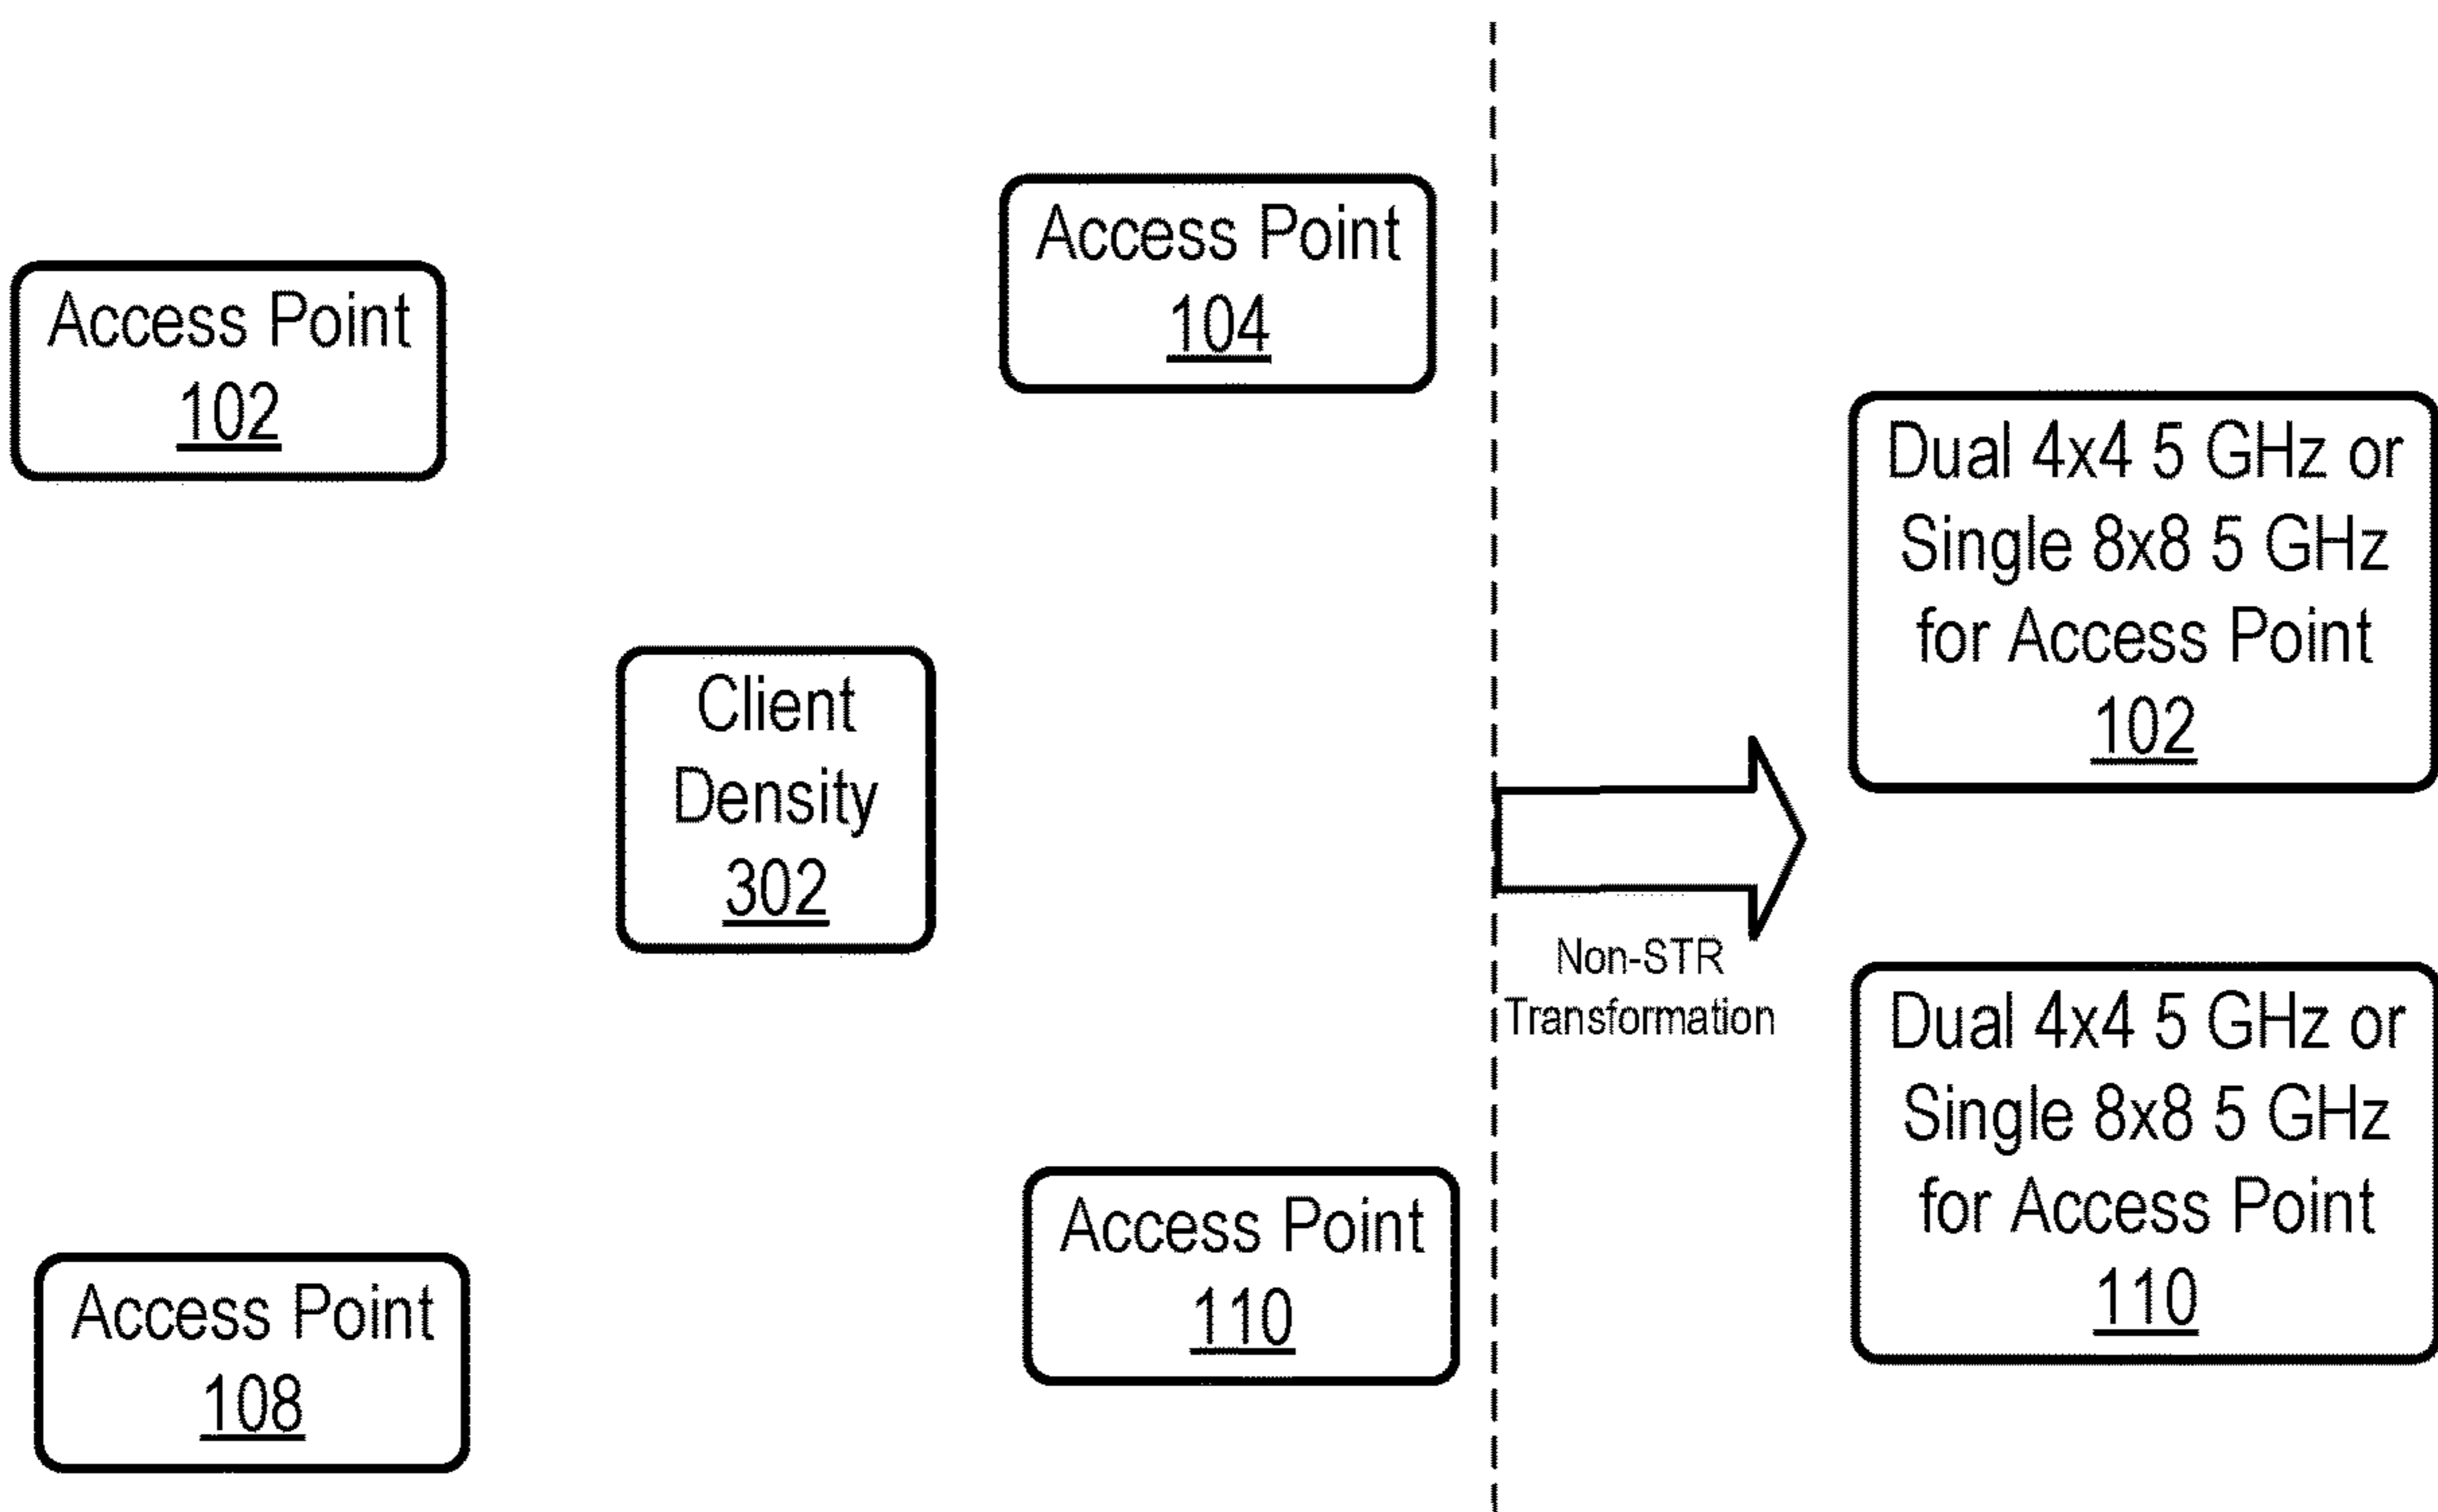 Access Point
102
Access Point
104
Client
Density
302
Access Point
108
Access Point
110
Non-STR
Transformation
Dual 4x4 5 GHz or
Single 8x8 5 GHz
for Access Point
102
Dual 4x4 5 GHz or
Single 8x8 5 GHz
for Access Point
110